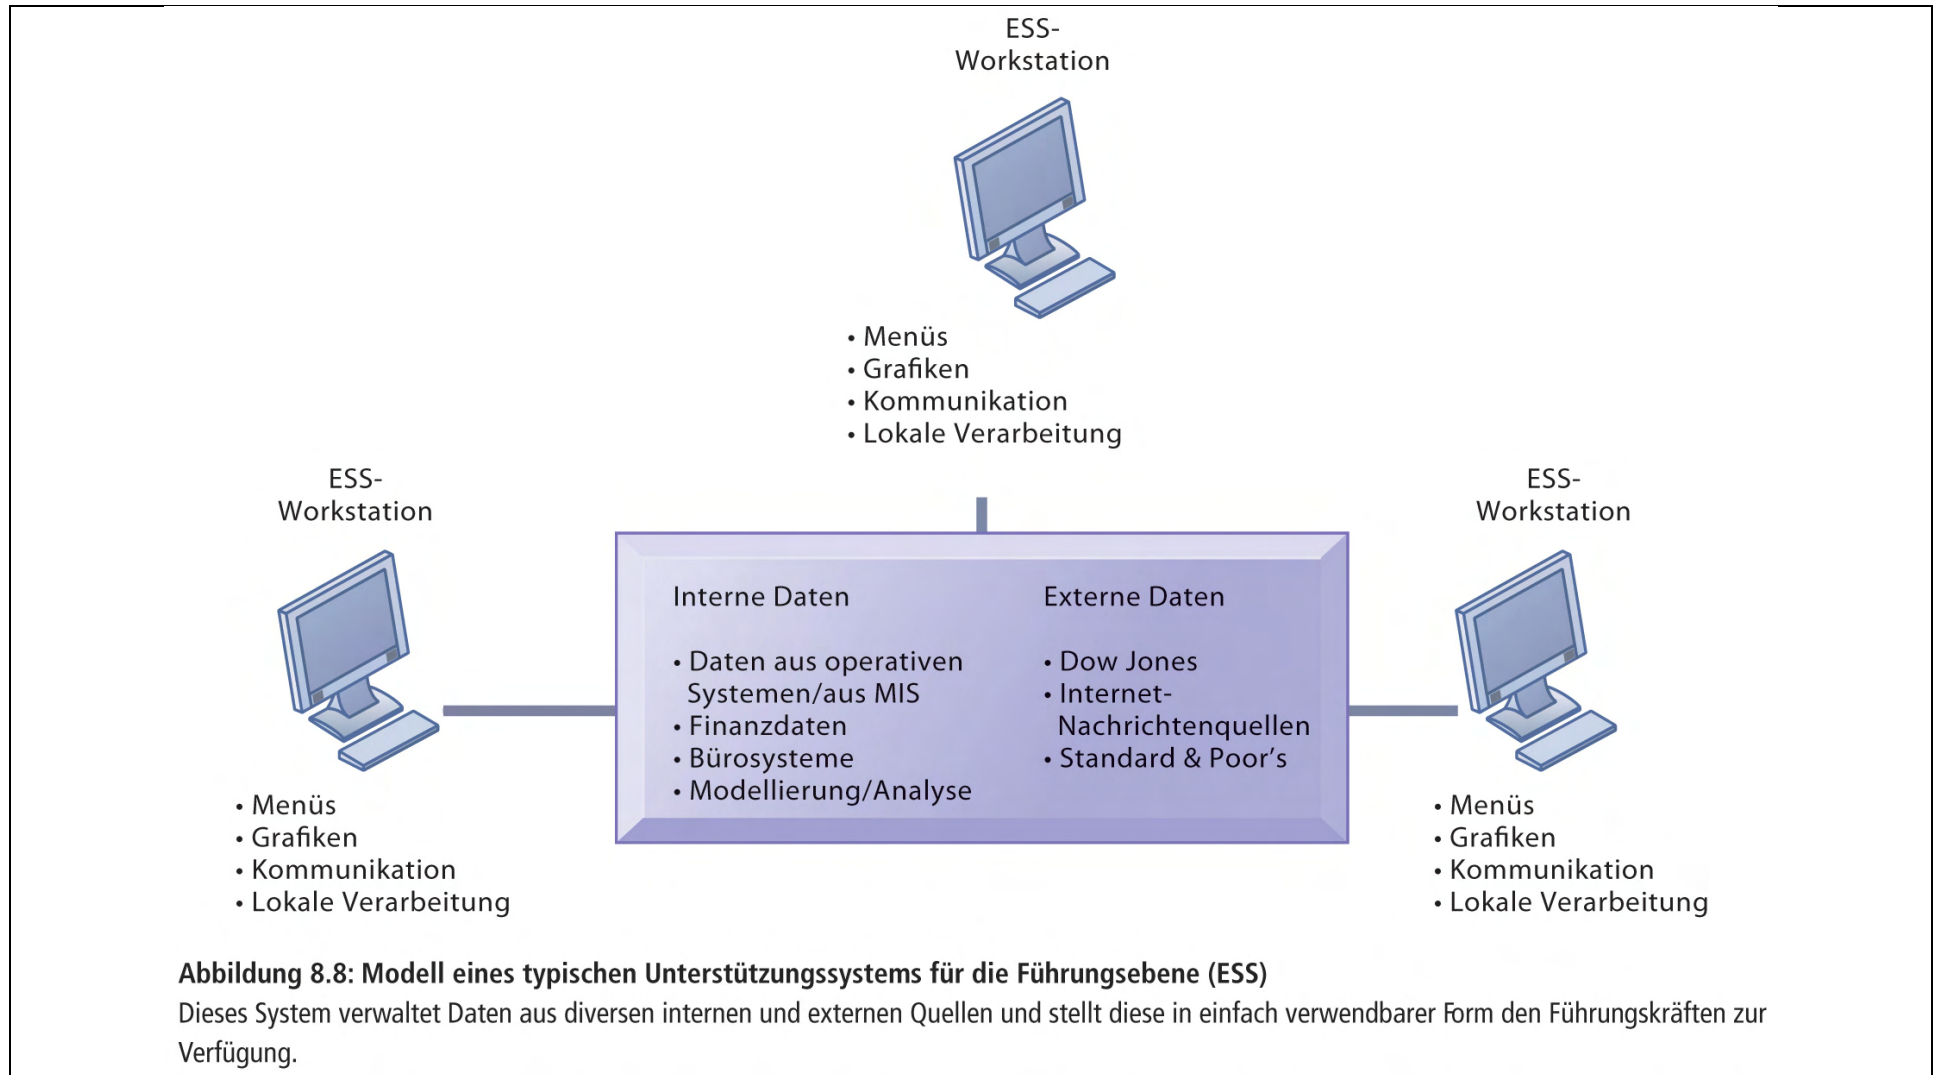 ESS-
Workstation
• Menüs
• Grafiken
• Kommunikation
• Lokale Verarbeitung
ESS-
Workstation
• Menüs
• Grafiken
• Kommunikation
• Lokale Verarbeitung
Interne Daten
• Daten aus operativen
Systemen/aus MIS
• Finanzdaten
• Bürosysteme
• Modellierung/Analyse
Externe Daten
• Dow Jones
• Internet-
Nachrichtenquellen
• Standard & Poor's
ESS-
Workstation
• Menüs
• Grafiken
• Kommunikation
• Lokale Verarbeitung
Abbildung 8.8: Modell eines typischen Unterstützungssystems für die Führungsebene (ESS)
Dieses System verwaltet Daten aus diversen internen und externen Quellen und stellt diese in einfach verwendbarer Form den Führungskräften zur
Verfügung.